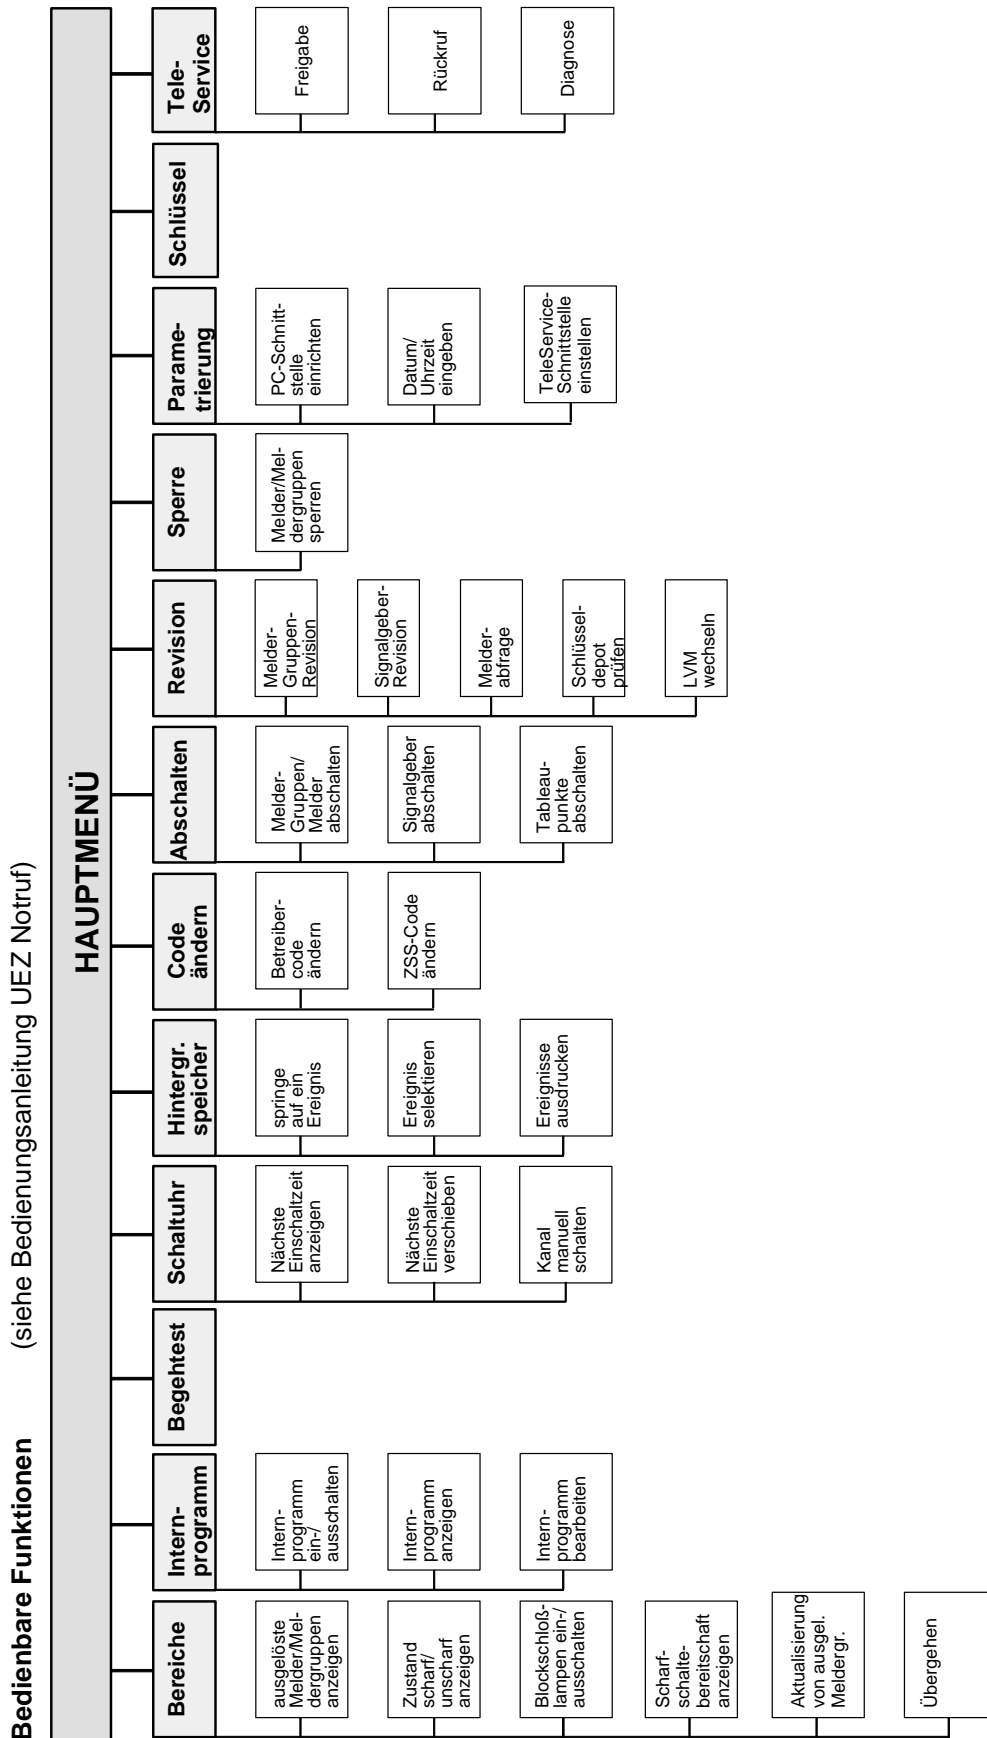 Bedienbare Funktionen (siehe Bedienungsanleitung UEZ Notruf)
HAUPTMENÜ
Bereiche
ausgelöste
Melder/Mel-
dergruppen
anzeigen
Zustand
scharf/
unscharf
anzeigen
Blockschloß-
lampen ein-/
ausschalten
Scharf-
schalte-
bereitschaft
anzeigen
Aktualisierung
von ausgel.
Meldergr.
Übergehen
Intern-
programm
Intern-
programm
ein-/
ausschalten
Intern-
programm
anzeigen
Intern-
programm
bearbeiten
Begehtest
Schaltuhr
Nächste
Einschaltzeit
anzeigen
Nächste
Einschaltzeit
verschieben
Kanal
manuell
schalten
Hintergr.
speicher
springe
auf ein
Ereignis
Ereignis
selektieren
Ereignisse
ausdrucken
Code
ändern
Betreiber-
code
ändern
ZSS-Code
ändern
Abschalten
Melder-
Gruppen/
Melder
abschalten
Signalgeber
abschalten
Tableau-
punkte
abschalten
Revision
Melder-
Gruppen-
Revision
Signalgeber-
Revision
Melder-
abfrage
Schlüssel-
depot
prüfen
LVM
wechseln
Sperre
Melder/Mel-
dergruppen
sperren
Parame-
trierung
PC-Schnitt-
stelle
einrichten
Datum/
Uhrzeit
eingeben
TeleService-
Schnittstelle
einstellen
Schlüssel
Tele-
Service
Freigabe
Rückruf
Diagnose